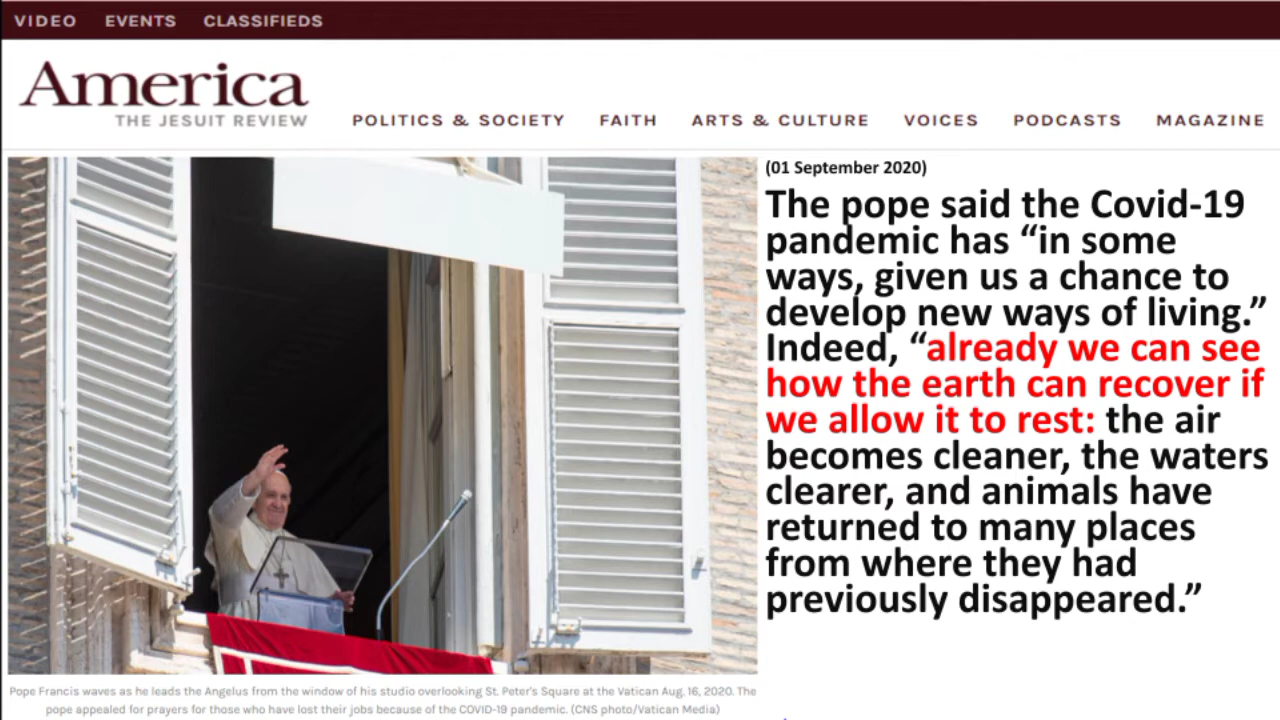 VIDEO EVENTS CLASSIFIEDS
America
THE JESUIT REVIEW
POLITICS & SOCIETY FAITH ARTS & CULTURE VOICES PODCASTS MAGAZINE
(01 September 2020)
The pope said the Covid-19
pandemic has “in some
ways, given us a chance to
develop new ways of living.”
Indeed, “already we can see
how the earth can recover if
we allow it to rest: the air
becomes cleaner, the waters
clearer, and animals have
returned to many places
from where they had
previously disappeared.”
Pope Francis waves as he leads the Angelus from the window of his studio overlooking St. Peter's Square at the Vatican Aug. 16, 2020. The
pope appealed for prayers for those who have lost their jobs because of the COVID-19 pandemic. (CNS photo/Vatican Media)